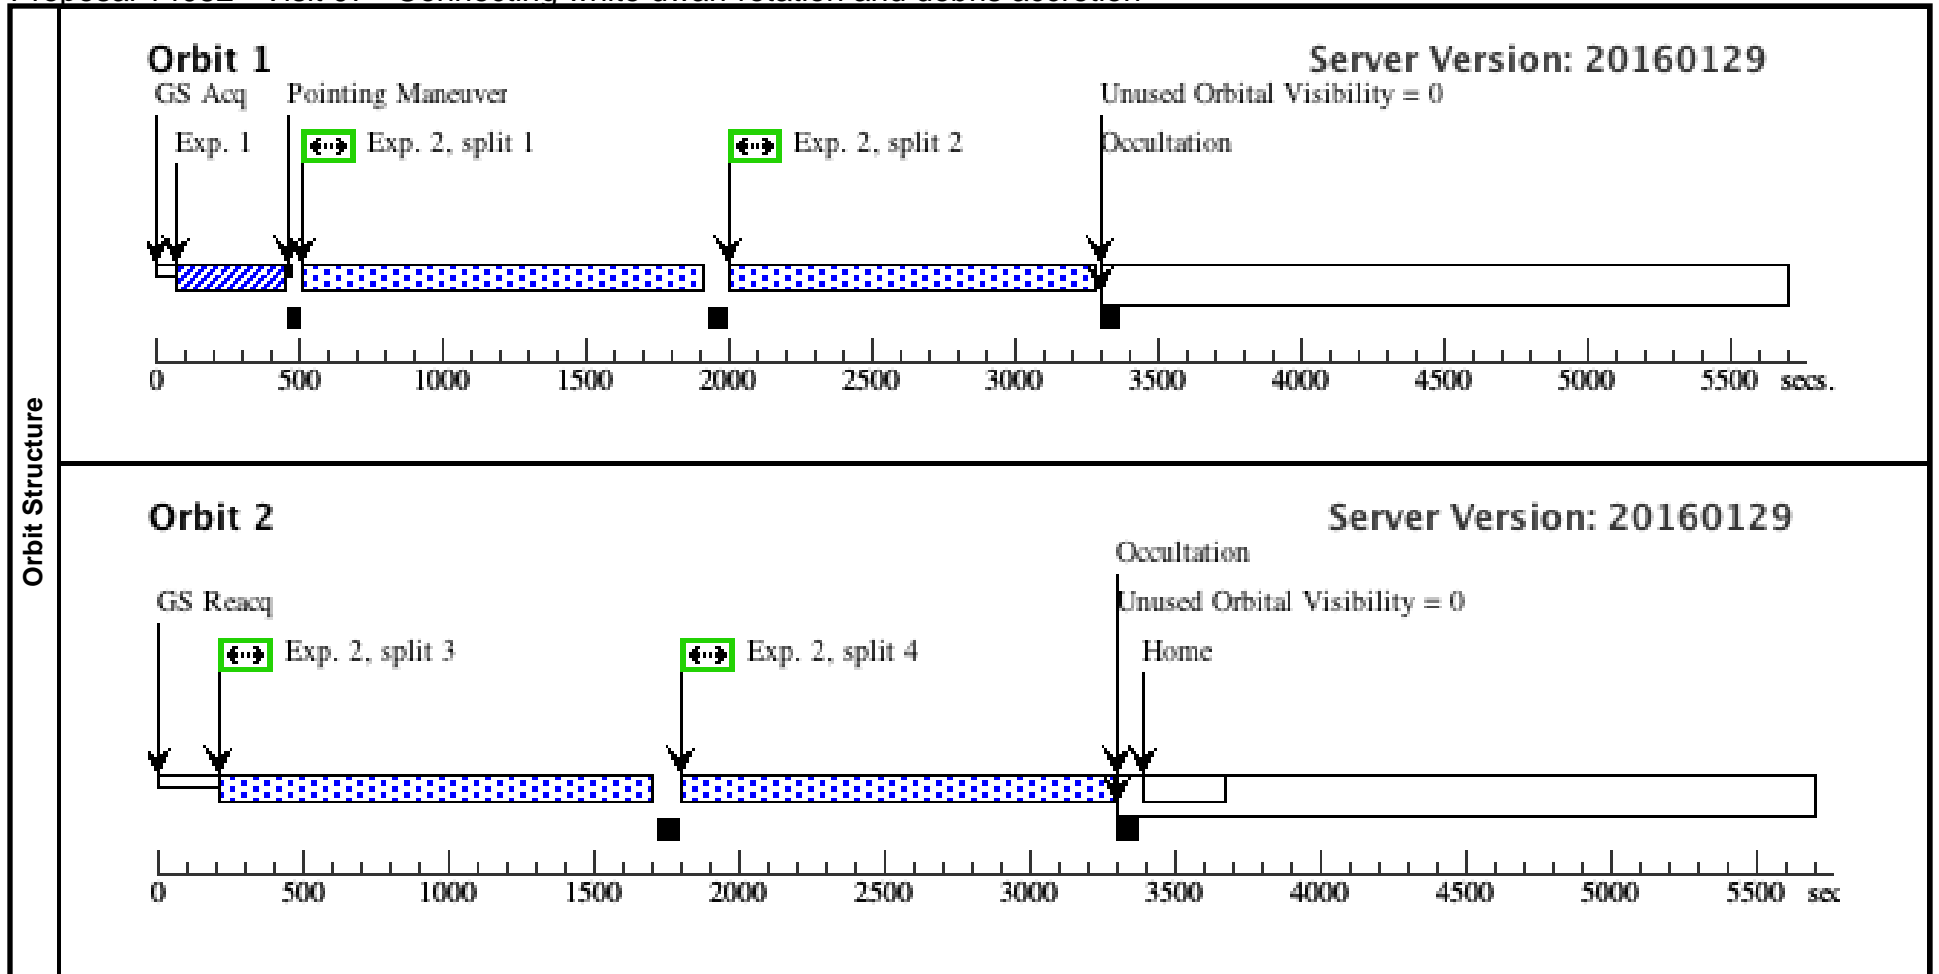 Orbit Structure
Orbit 1 Server Version: 20160129
GS Acq Pointing Maneuver Unused Orbital Visibility = 0
Exp. 1 Exp. 2, split 1 Exp. 2, split 2 Occultation
0 500 1000 1500 2000 2500 3000 3500 4000 4500 5000 5500 secs.
Orbit 2 Server Version: 20160129
Occultation
GS Reacq Unused Orbital Visibility = 0
Exp. 2, split 3 Exp. 2, split 4 Home
0 500 1000 1500 2000 2500 3000 3500 4000 4500 5000 5500 sec